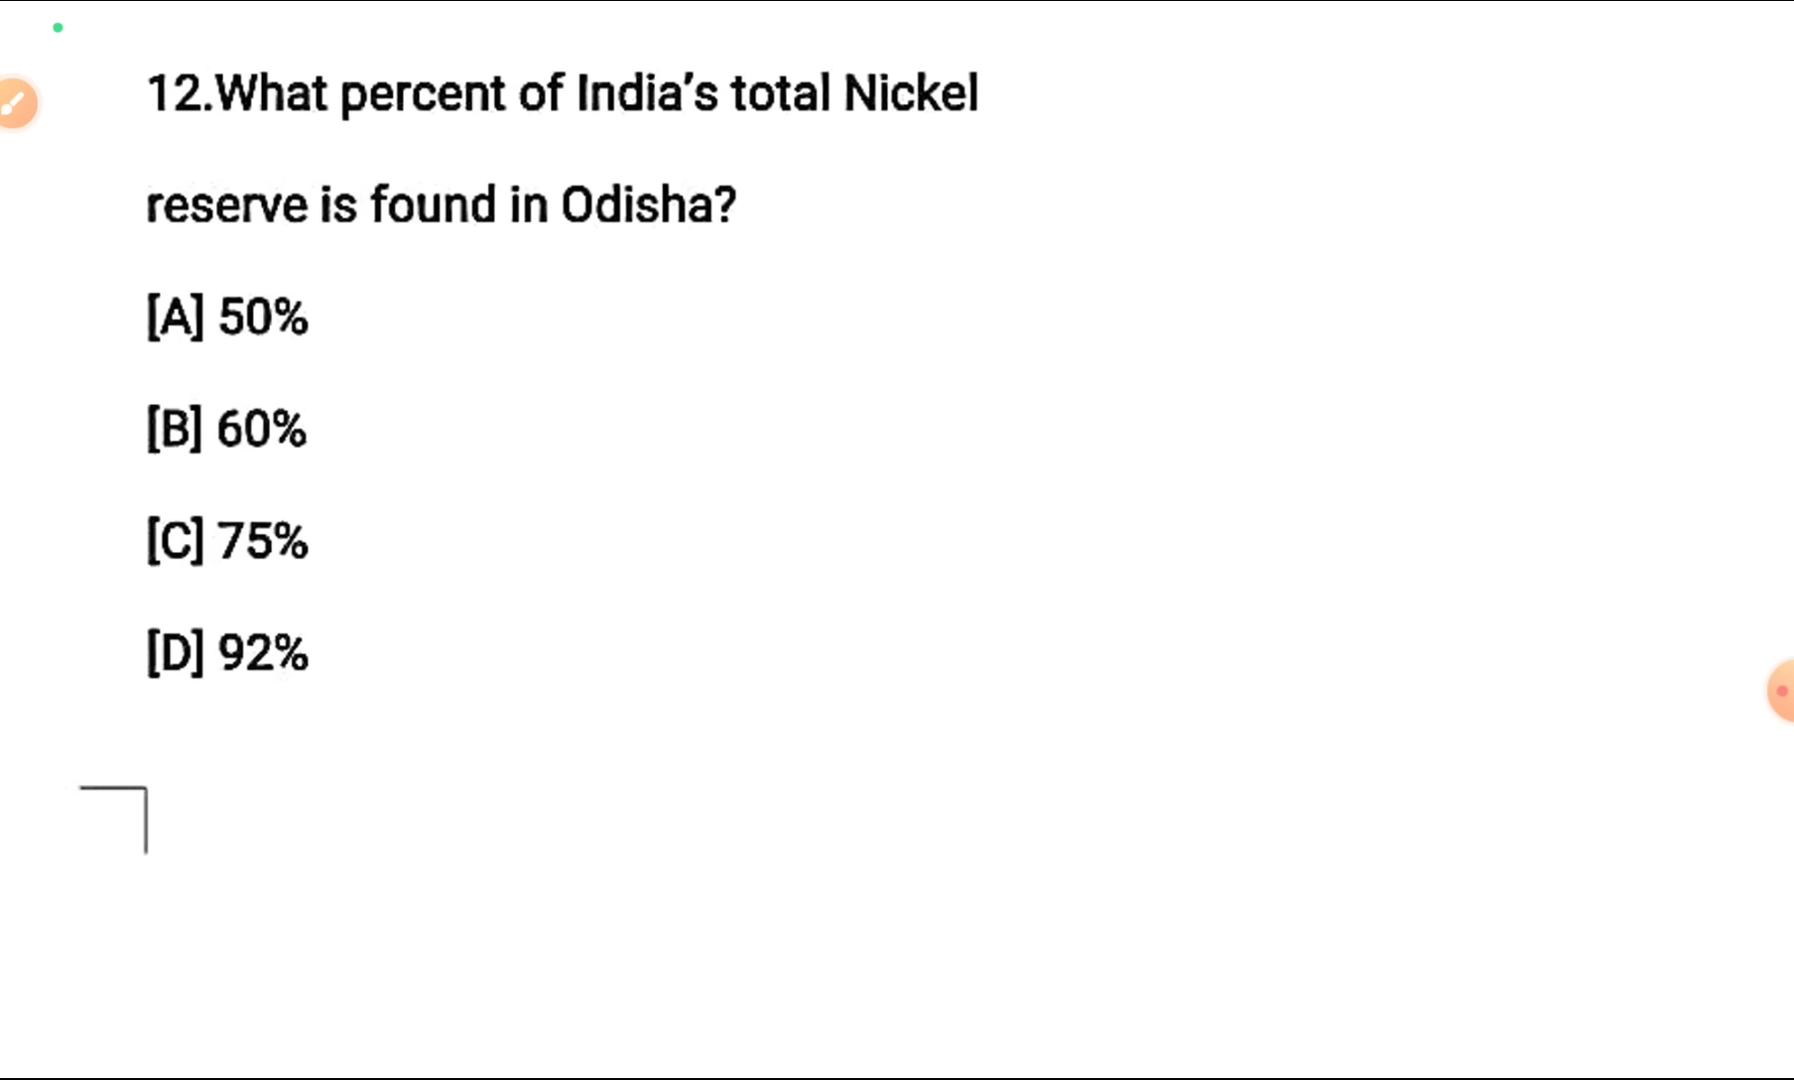 12.What percent of India’s total Nickel
reserve is found in Odisha?
[A] 50%
[B] 60%
[C] 75%
[D] 92%